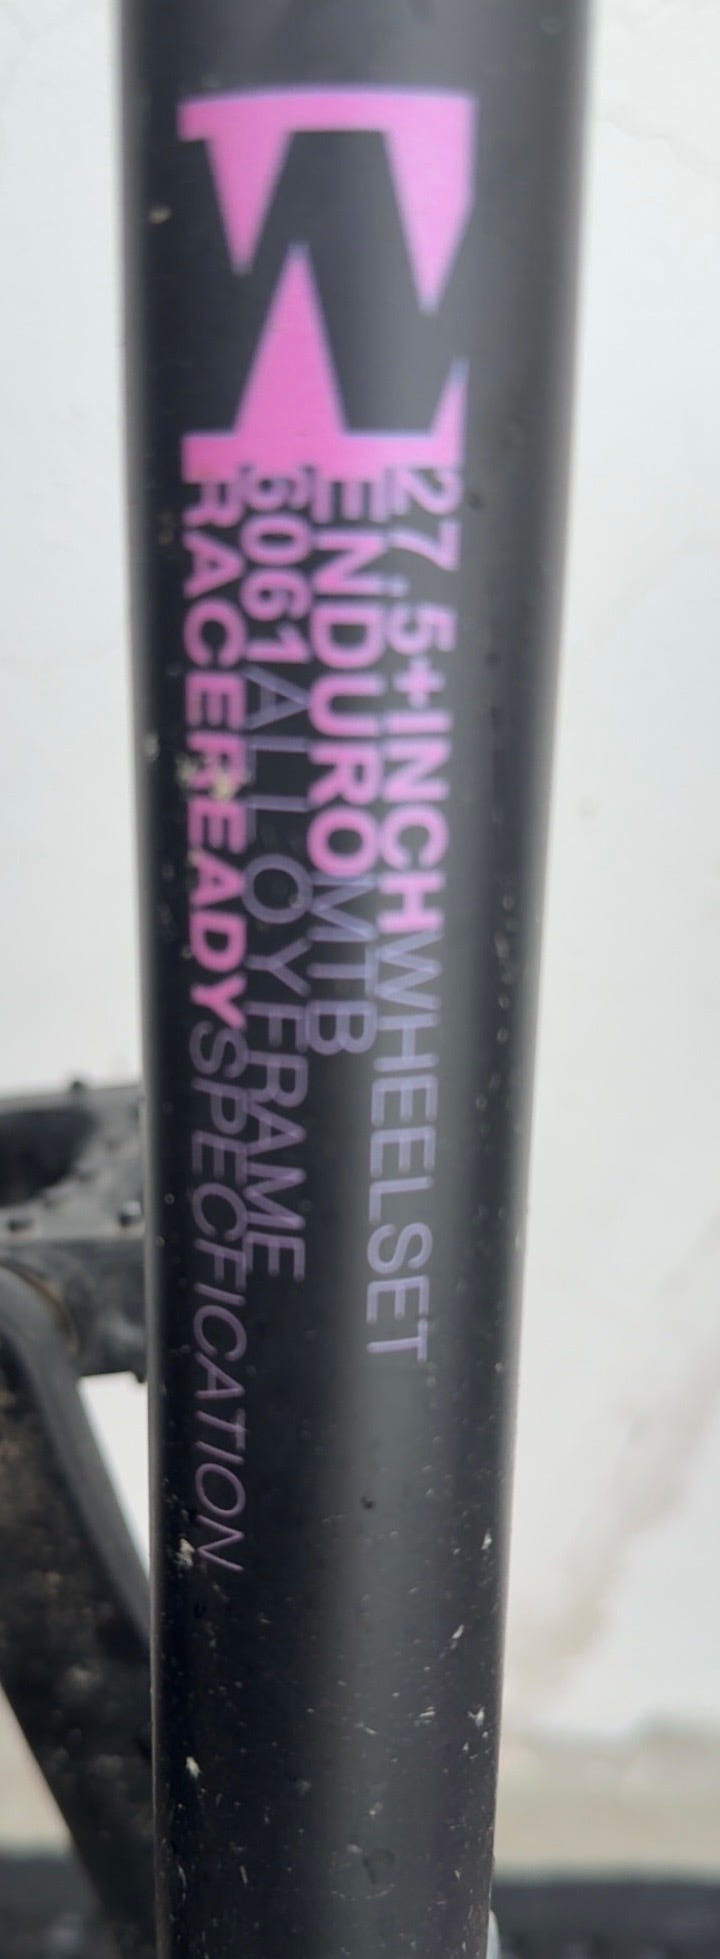 27.5+INCHWHEELSET
ENDUROMTB
6061ALLOYFRAME
RACEREADYSPECFICATION